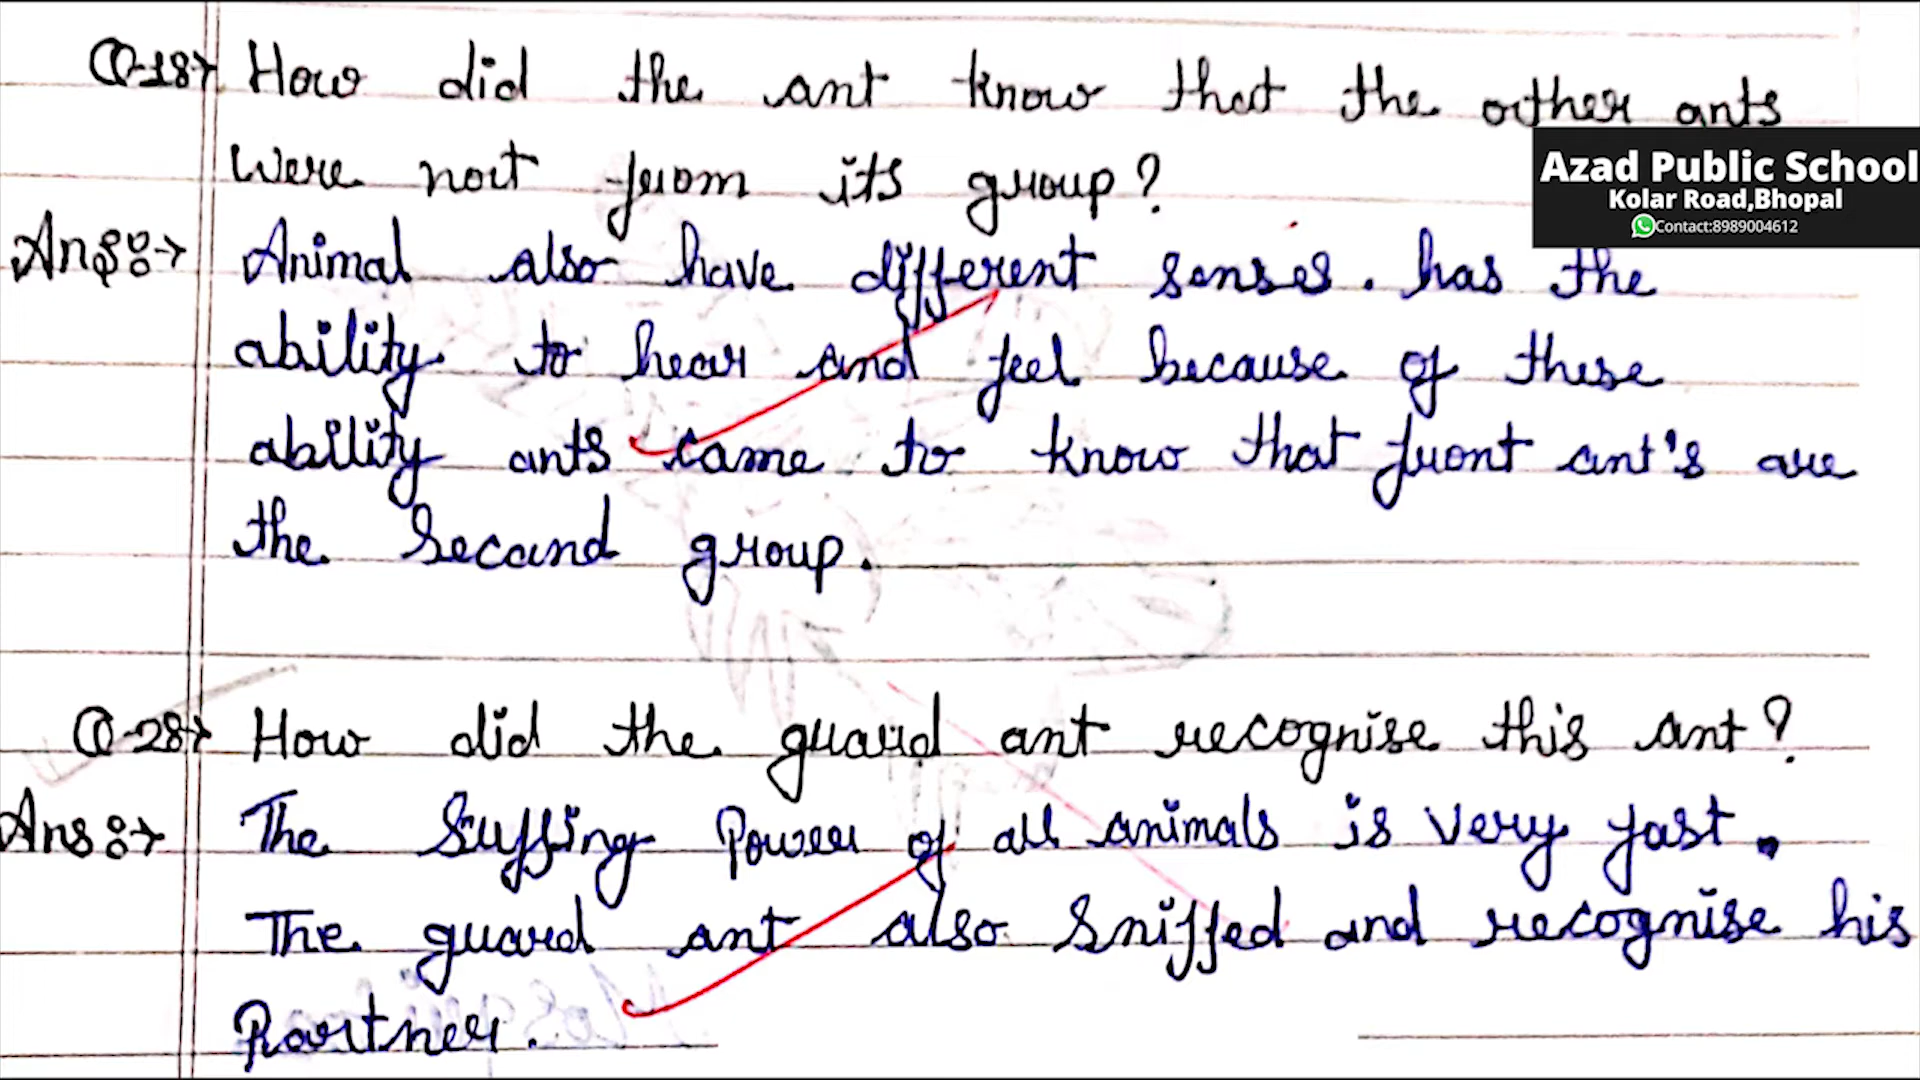 Q-18→ How did the ant know that the other ants
were not from its group?
Azad Public School
Kolar Road,Bhopal
Contact:8989004612
Ans:→ Animal also have different senses. has the
ability to hear and feel because of these
ability ants came to know that front ant's are
the Second group.
Q-28→ How did the guard ant recognise this ant?
Ans:→ The Suffing Power of all animals is very fast.
The guard ant also sniffed and recognise his
Partner.